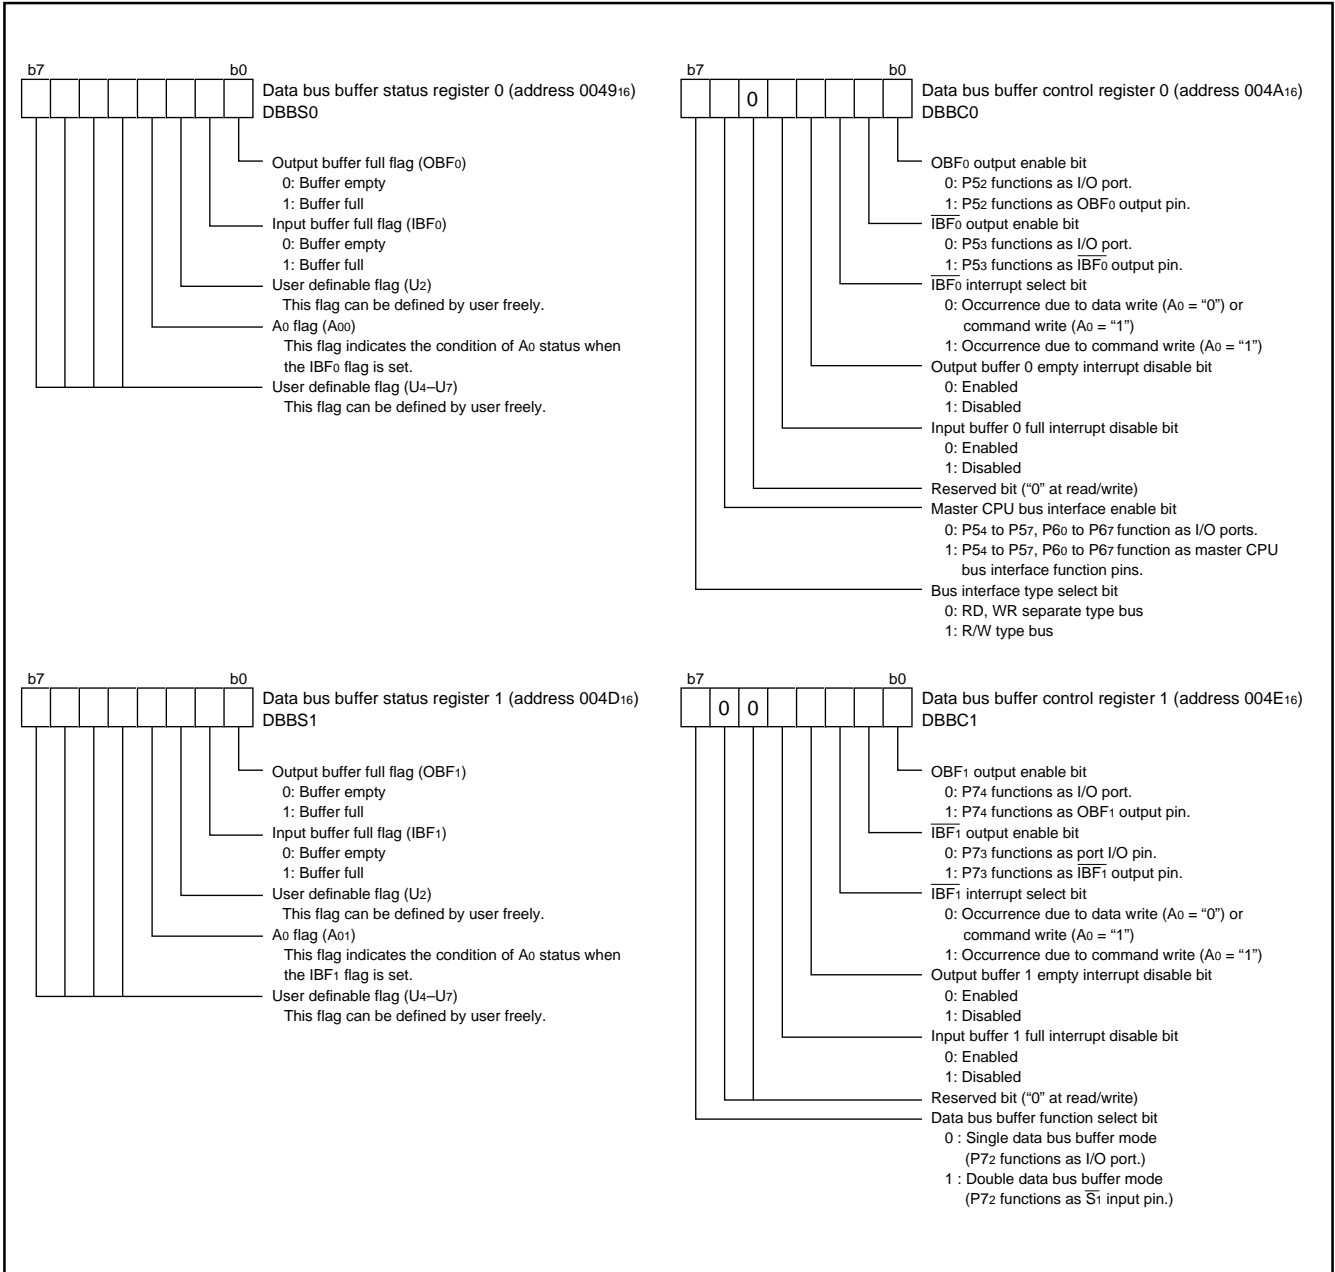 b7 b0
Data bus buffer status register 0 (address 004916)
DBBS0
Output buffer full flag (OBF0)
0: Buffer empty
1: Buffer full
Input buffer full flag (IBF0)
0: Buffer empty
1: Buffer full
User definable flag (U2)
This flag can be defined by user freely.
A0 flag (A00)
This flag indicates the condition of A0 status when
the IBF0 flag is set.
User definable flag (U4–U7)
This flag can be defined by user freely.
b7 b0
0
Data bus buffer control register 0 (address 004A16)
DBBC0
OBF0 output enable bit
0: P52 functions as I/O port.
1: P52 functions as OBF0 output pin.
IBF0 output enable bit
0: P53 functions as I/O port.
1: P53 functions as IBF0 output pin.
IBF0 interrupt select bit
0: Occurrence due to data write (A0 = “0”) or
command write (A0 = “1”)
1: Occurrence due to command write (A0 = “1”)
Output buffer 0 empty interrupt disable bit
0: Enabled
1: Disabled
Input buffer 0 full interrupt disable bit
0: Enabled
1: Disabled
Reserved bit (“0” at read/write)
Master CPU bus interface enable bit
0: P54 to P57, P60 to P67 function as I/O ports.
1: P54 to P57, P60 to P67 function as master CPU
bus interface function pins.
Bus interface type select bit
0: RD, WR separate type bus
1: R/W type bus
b7 b0
Data bus buffer status register 1 (address 004D16)
DBBS1
Output buffer full flag (OBF1)
0: Buffer empty
1: Buffer full
Input buffer full flag (IBF1)
0: Buffer empty
1: Buffer full
User definable flag (U2)
This flag can be defined by user freely.
A0 flag (A01)
This flag indicates the condition of A0 status when
the IBF1 flag is set.
User definable flag (U4–U7)
This flag can be defined by user freely.
b7 b0
0 0
Data bus buffer control register 1 (address 004E16)
DBBC1
OBF1 output enable bit
0: P74 functions as I/O port.
1: P74 functions as OBF1 output pin.
IBF1 output enable bit
0: P73 functions as port I/O pin.
1: P73 functions as IBF1 output pin.
IBF1 interrupt select bit
0: Occurrence due to data write (A0 = “0”) or
command write (A0 = “1”)
1: Occurrence due to command write (A0 = “1”)
Output buffer 1 empty interrupt disable bit
0: Enabled
1: Disabled
Input buffer 1 full interrupt disable bit
0: Enabled
1: Disabled
Reserved bit (“0” at read/write)
Data bus buffer function select bit
0 : Single data bus buffer mode
(P72 functions as I/O port.)
1 : Double data bus buffer mode
(P72 functions as S1 input pin.)